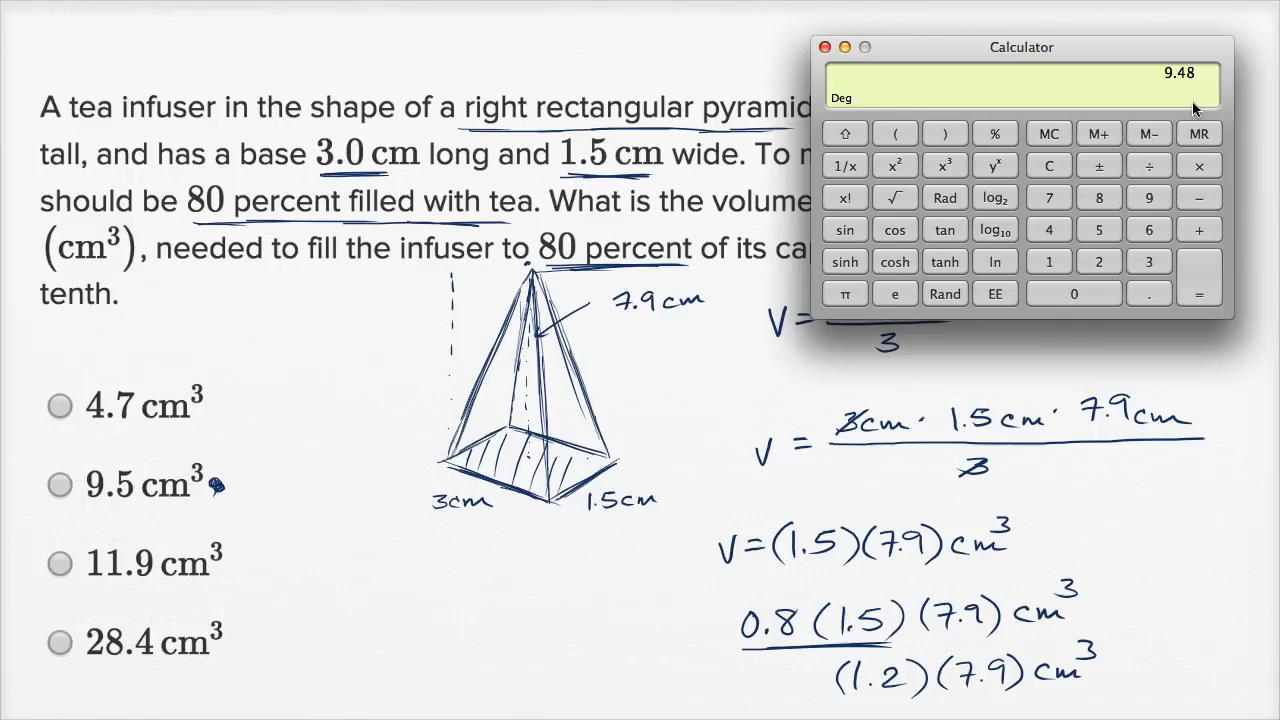 A tea infuser in the shape of a right rectangular pyramid
tall, and has a base 3.0 cm long and 1.5 cm wide. To
should be 80 percent filled with tea. What is the volume
(cm³), needed to fill the infuser to 80 percent of its
tenth.
4.7 cm³
9.5 cm³
11.9 cm³
28.4 cm³
7.9cm
3cm
1.5cm
V=
3
V = 3cm · 1.5cm · 7.9cm
3
V=(1.5)(7.9)cm³
0.8(1.5)(7.9)cm³
(1.2)(7.9)cm³
Calculator
9.48
Deg
⇧ ( ) % MC M+ M− MR
1/x x² x³ yˣ C ± ÷ ×
x! √ Rad log₂ 7 8 9 −
sin cos tan log₁₀ 4 5 6 +
sinh cosh tanh ln 1 2 3
π e Rand EE 0 . =